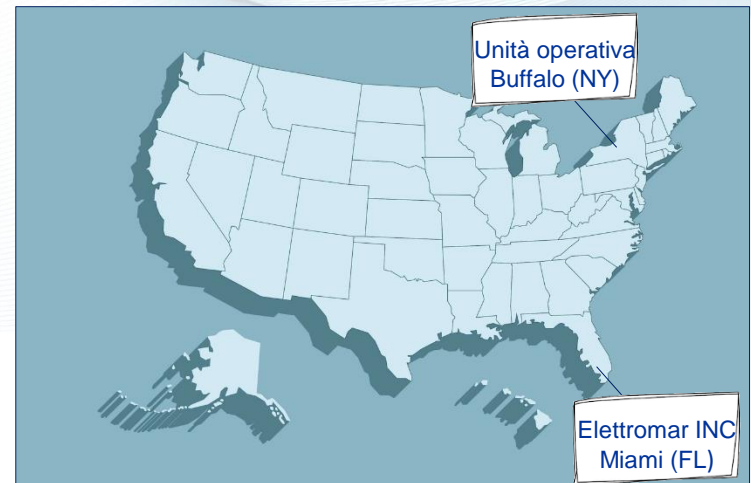 Unità operativa
Buffalo (NY)
Elettromar INC
Miami (FL)